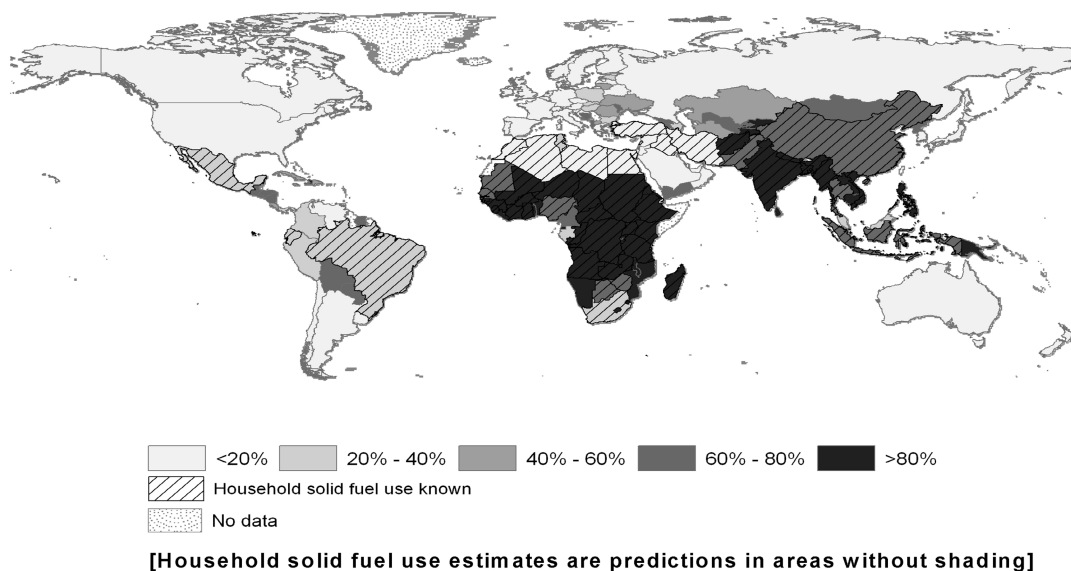 <20% 20% - 40% 40% - 60% 60% - 80% >80%
Household solid fuel use known
No data
[Household solid fuel use estimates are predictions in areas without shading]